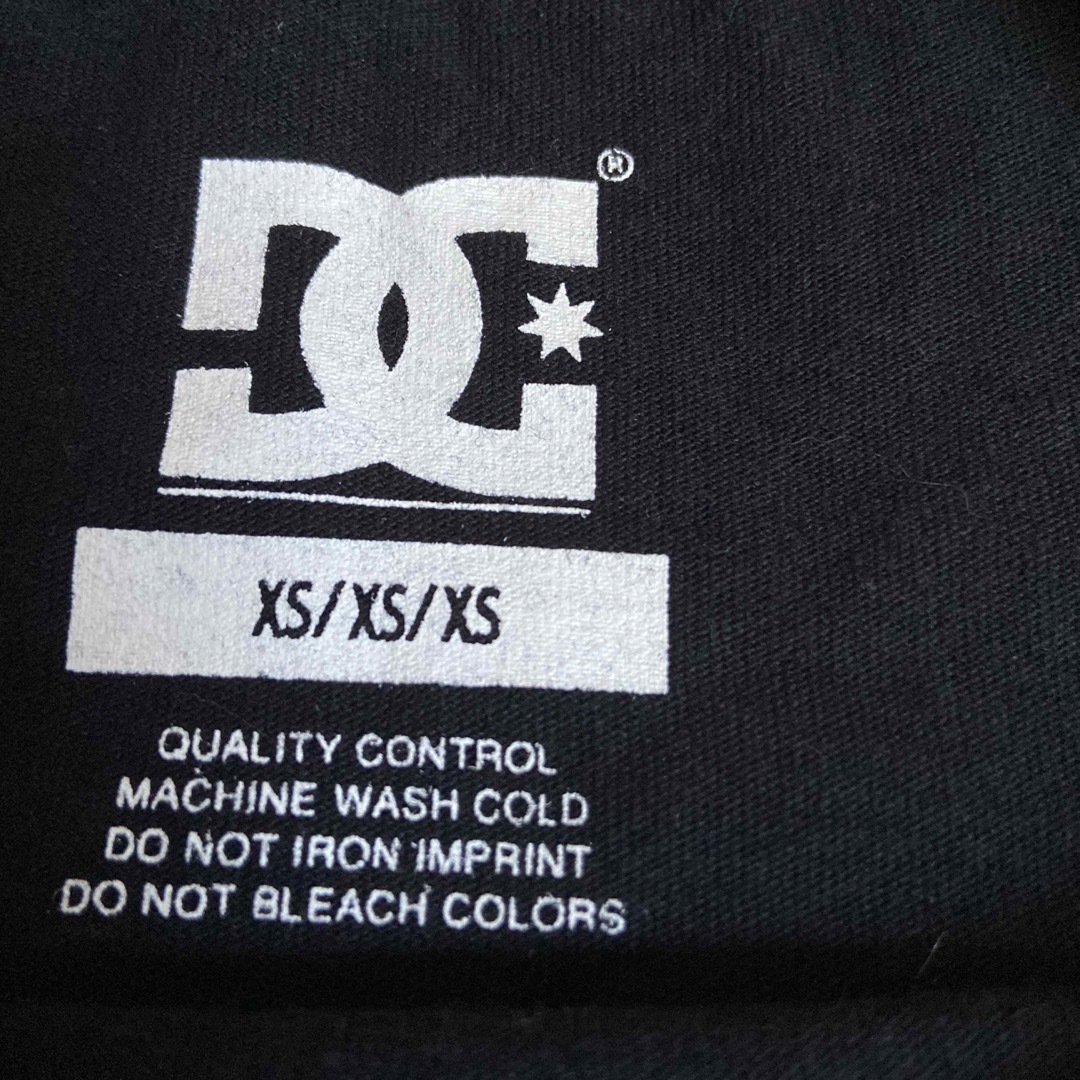 DC®
XS/XS/XS
QUALITY CONTROL
MACHINE WASH COLD
DO NOT IRON IMPRINT
DO NOT BLEACH COLORS